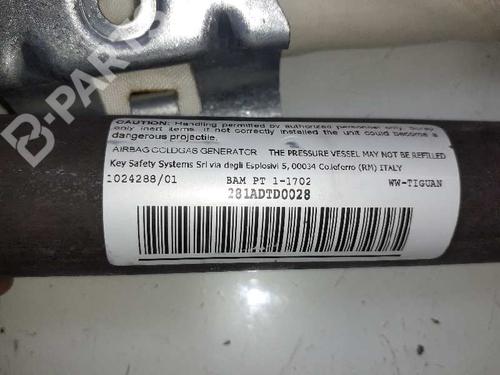 B-PARTS
Caution: Handling permitted by authorized personnel only. Survey
only inert items. If not correctly installed the unit could become a
dangerous projectile.
AIRBAG COLDGAS GENERATOR THE PRESSURE VESSEL MAY NOT BE REFILLED
Key Safety Systems Srl via degli Esplosivi 5, 00034 Colleferro (RM) ITALY
1024288/01 BAM PT 1-1702 WW-TIGUAN
281ADTD0028
B-PARTS